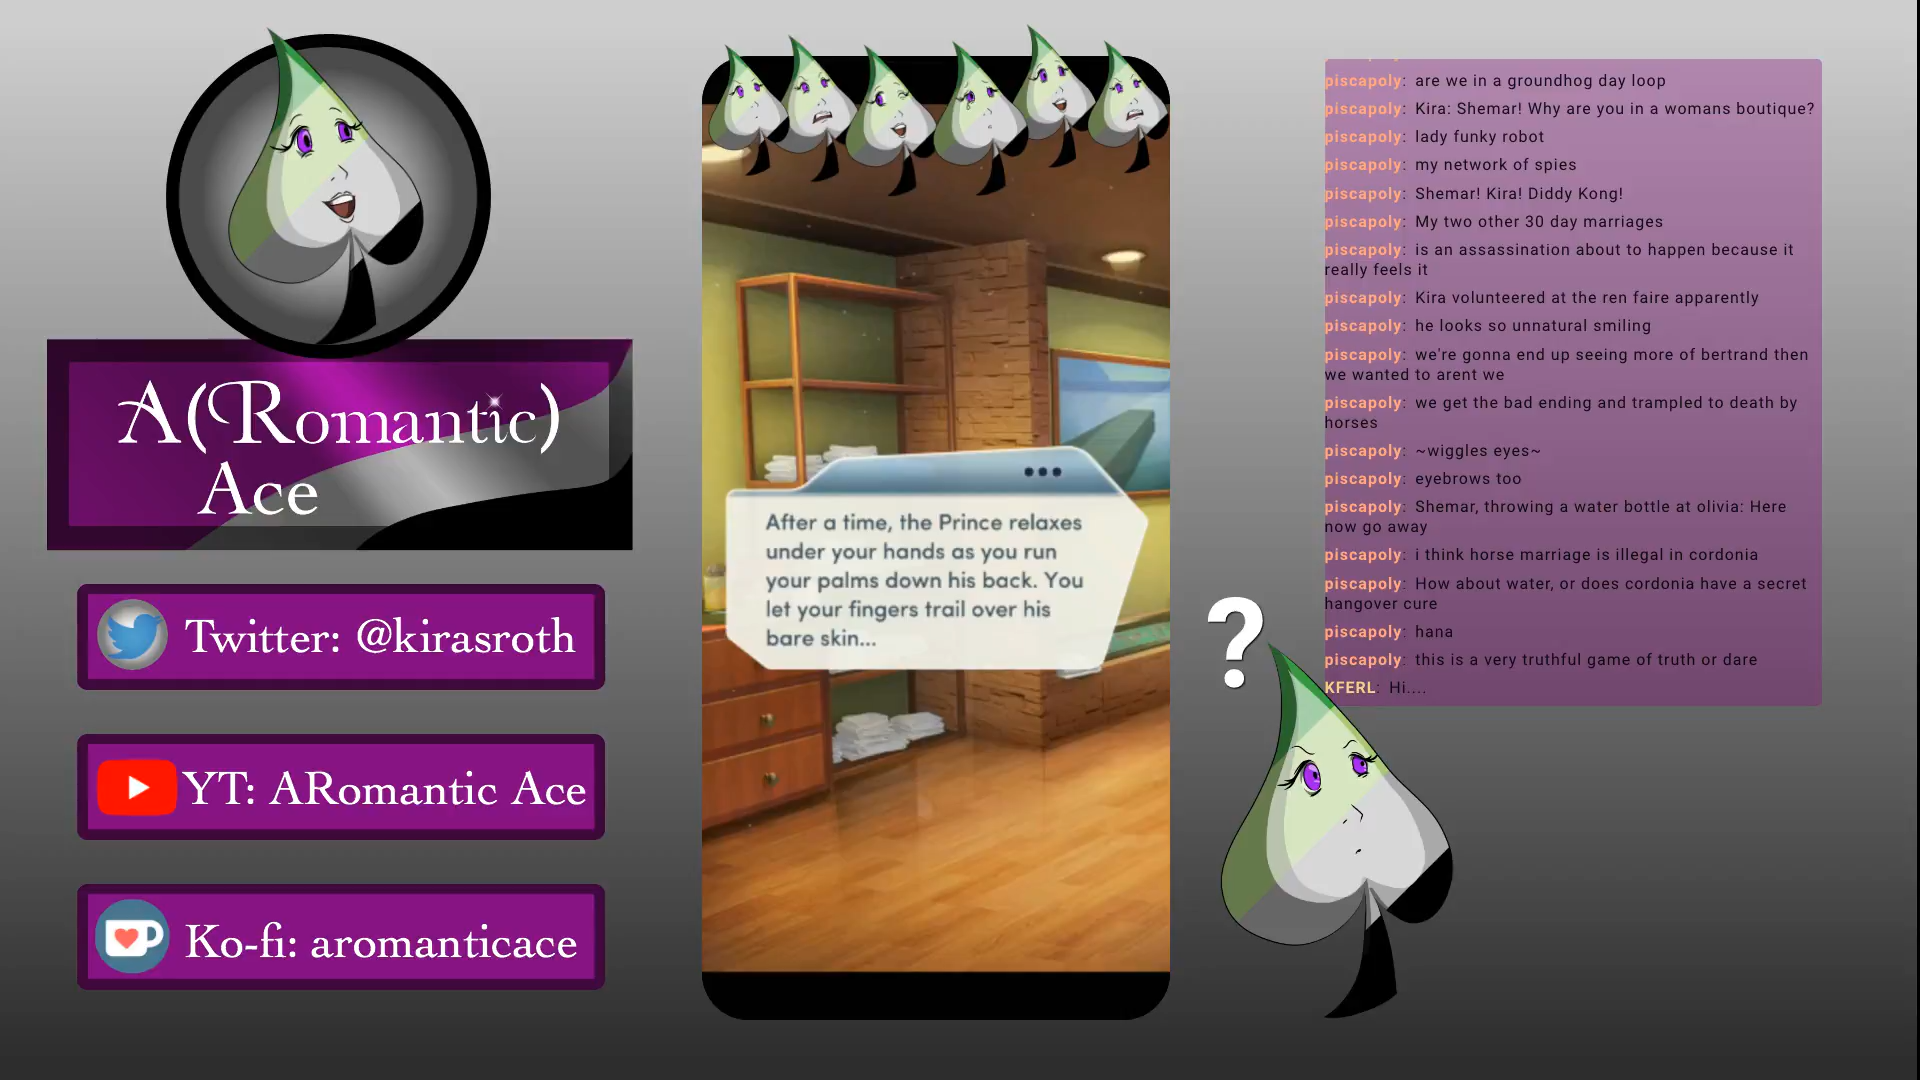 A(Romantic)
Ace
Twitter: @kirasroth
YT: ARomantic Ace
Ko-fi: aromanticace
After a time, the Prince relaxes
under your hands as you run
your palms down his back. You
let your fingers trail over his
bare skin...
?
piscapoly: are we in a groundhog day loop
piscapoly: Kira: Shemar! Why are you in a womans boutique?
piscapoly: lady funky robot
piscapoly: my network of spies
piscapoly: Shemar! Kira! Diddy Kong!
piscapoly: My two other 30 day marriages
piscapoly: is an assassination about to happen because it
really feels it
piscapoly: Kira volunteered at the ren faire apparently
piscapoly: he looks so unnatural smiling
piscapoly: we're gonna end up seeing more of bertrand then
we wanted to arent we
piscapoly: we get the bad ending and trampled to death by
horses
piscapoly: ~wiggles eyes~
piscapoly: eyebrows too
piscapoly: Shemar, throwing a water bottle at olivia: Here
now go away
piscapoly: i think horse marriage is illegal in cordonia
piscapoly: How about water, or does cordonia have a secret
hangover cure
piscapoly: hana
piscapoly: this is a very truthful game of truth or dare
KFERL: Hi....